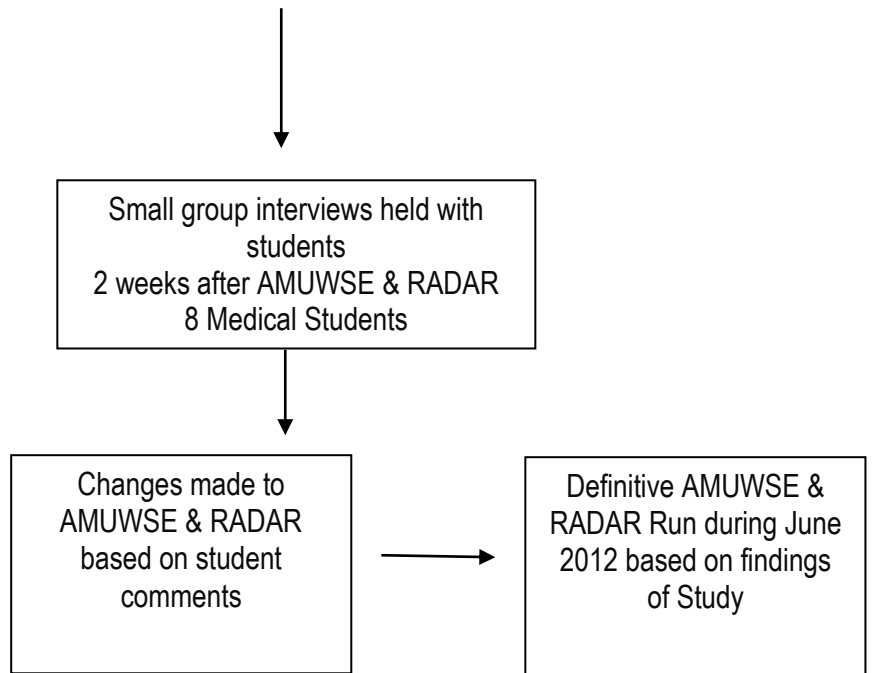 Small group interviews held with
students
2 weeks after AMUWSE & RADAR
8 Medical Students
Changes made to
AMUWSE & RADAR
based on student
comments
Definitive AMUWSE &
RADAR Run during June
2012 based on findings
of Study